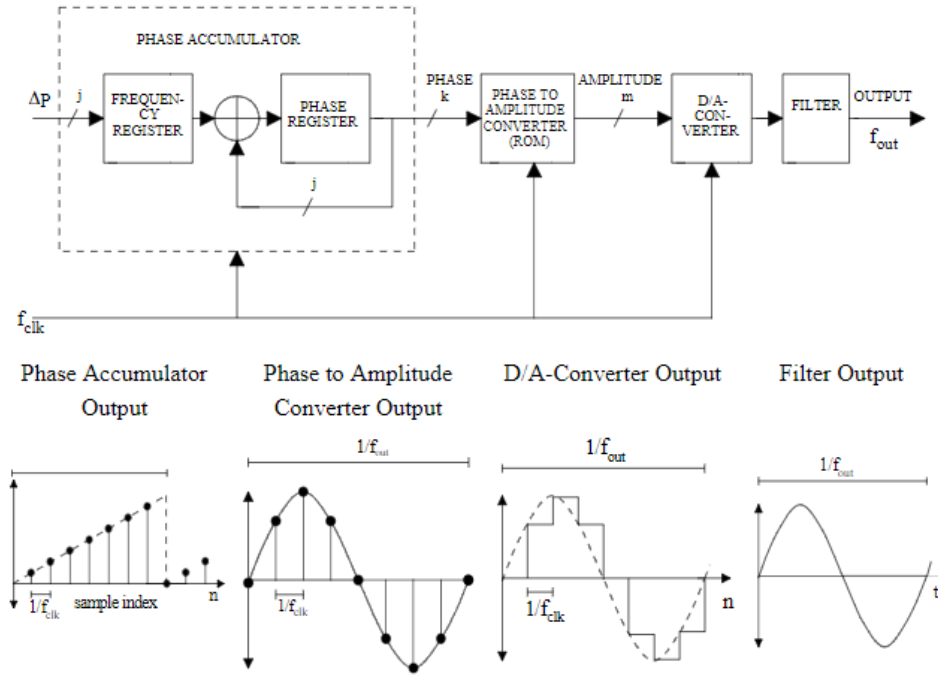 PHASE ACCUMULATOR
ΔP
j
FREQUEN-
CY
REGISTER
PHASE
REGISTER
j
PHASE
k
PHASE TO
AMPLITUDE
CONVERTER
(ROM)
AMPLITUDE
m
D/A-
CON-
VERTER
FILTER
OUTPUT
fout
fclk
Phase Accumulator
Output
Phase to Amplitude
Converter Output
D/A-Converter Output
Filter Output
1/fclk
sample index
n
1/fout
1/fclk
1/fout
1/fclk
n
1/fout
t